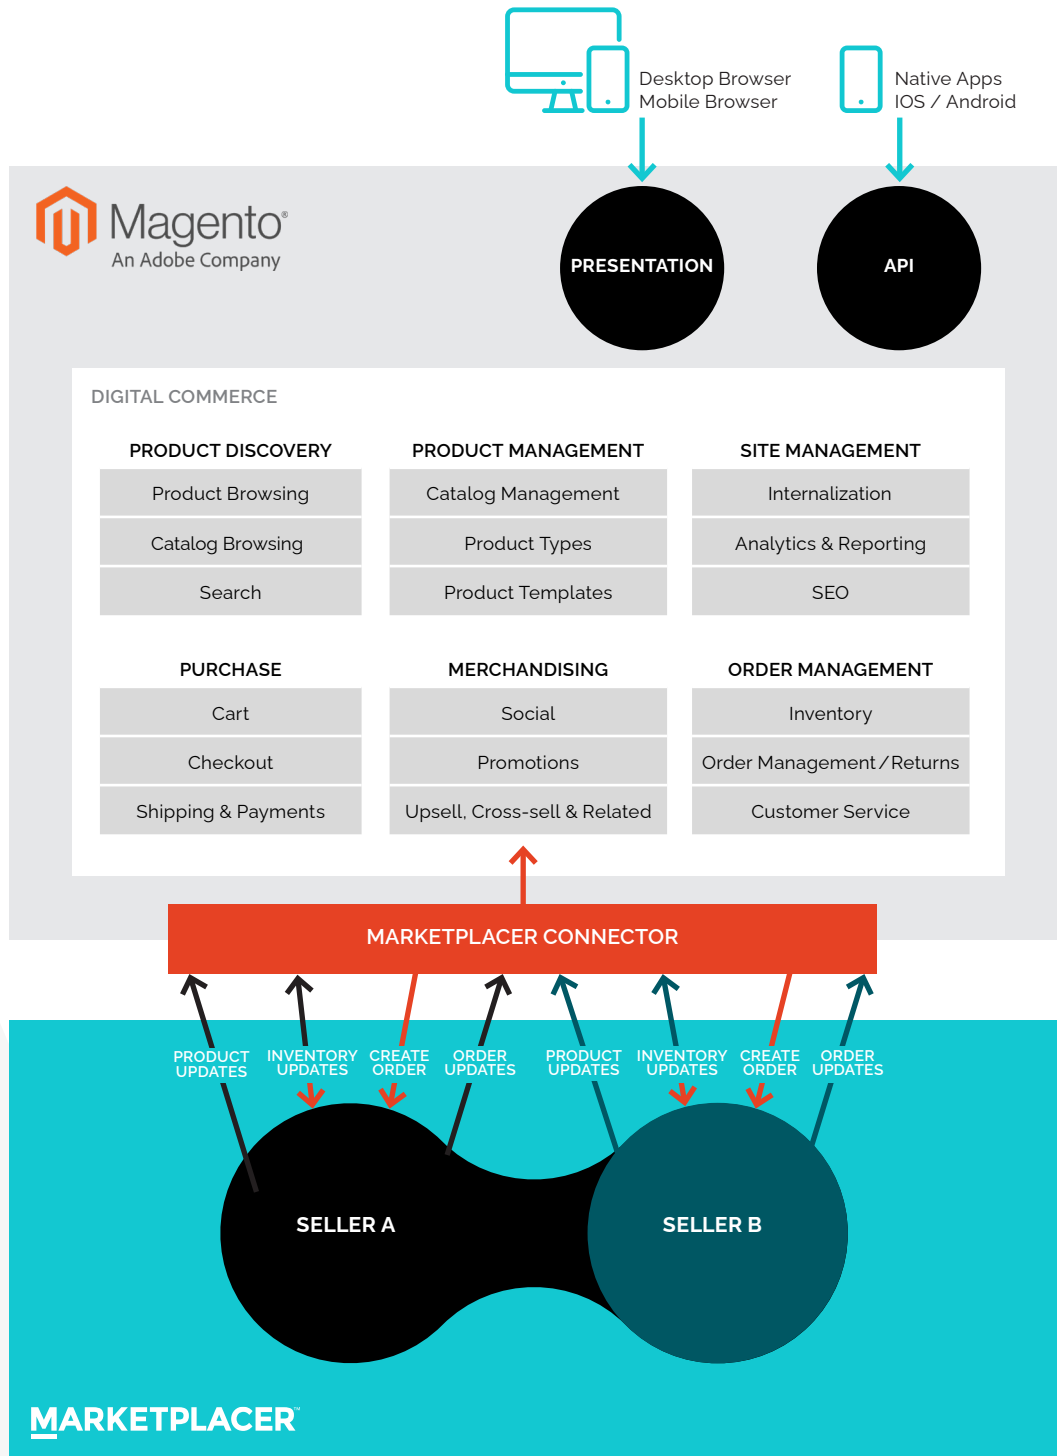 Desktop Browser
Mobile Browser
Native Apps
IOS / Android
Magento®
An Adobe Company
PRESENTATION
API
DIGITAL COMMERCE
PRODUCT DISCOVERY
Product Browsing
Catalog Browsing
Search
PRODUCT MANAGEMENT
Catalog Management
Product Types
Product Templates
SITE MANAGEMENT
Internalization
Analytics & Reporting
SEO
PURCHASE
Cart
Checkout
Shipping & Payments
MERCHANDISING
Social
Promotions
Upsell, Cross-sell & Related
ORDER MANAGEMENT
Inventory
Order Management/Returns
Customer Service
MARKETPLACER CONNECTOR
PRODUCT
UPDATES
INVENTORY
UPDATES
CREATE
ORDER
ORDER
UPDATES
PRODUCT
UPDATES
INVENTORY
UPDATES
CREATE
ORDER
ORDER
UPDATES
SELLER A
SELLER B
MARKETPLACER™